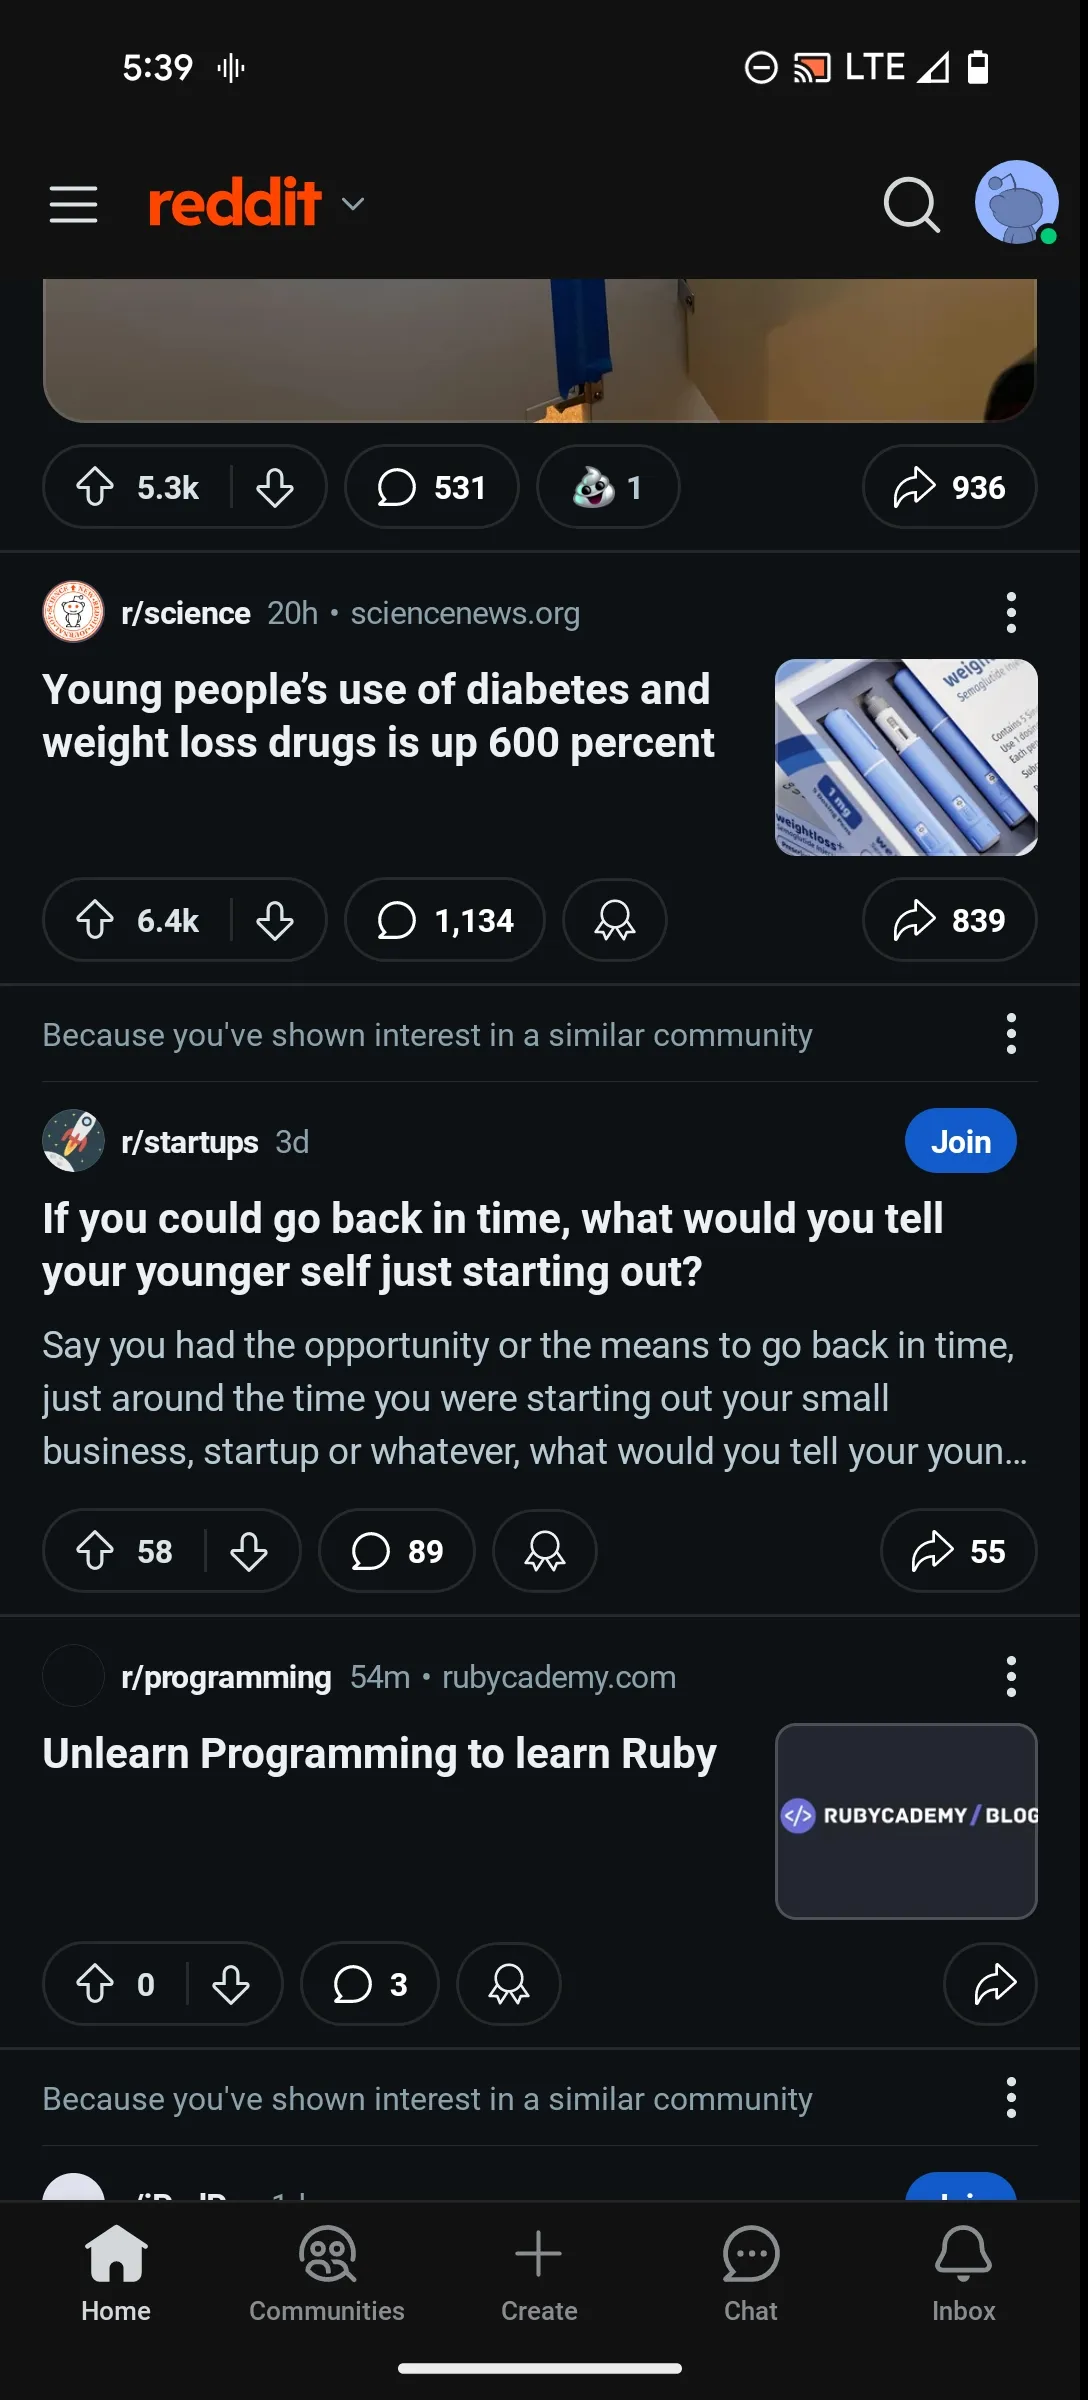 5:39 LTE
reddit
5.3k 531 1 936
r/science 20h • sciencenews.org
Young people’s use of diabetes and
weight loss drugs is up 600 percent
6.4k 1,134 839
Because you've shown interest in a similar community
r/startups 3d Join
If you could go back in time, what would you tell
your younger self just starting out?
Say you had the opportunity or the means to go back in time,
just around the time you were starting out your small
business, startup or whatever, what would you tell your youn…
58 89 55
r/programming 54m • rubycademy.com
Unlearn Programming to learn Ruby
</> RUBYCADEMY / BLOG
0 3
Because you've shown interest in a similar community
Home Communities Create Chat Inbox